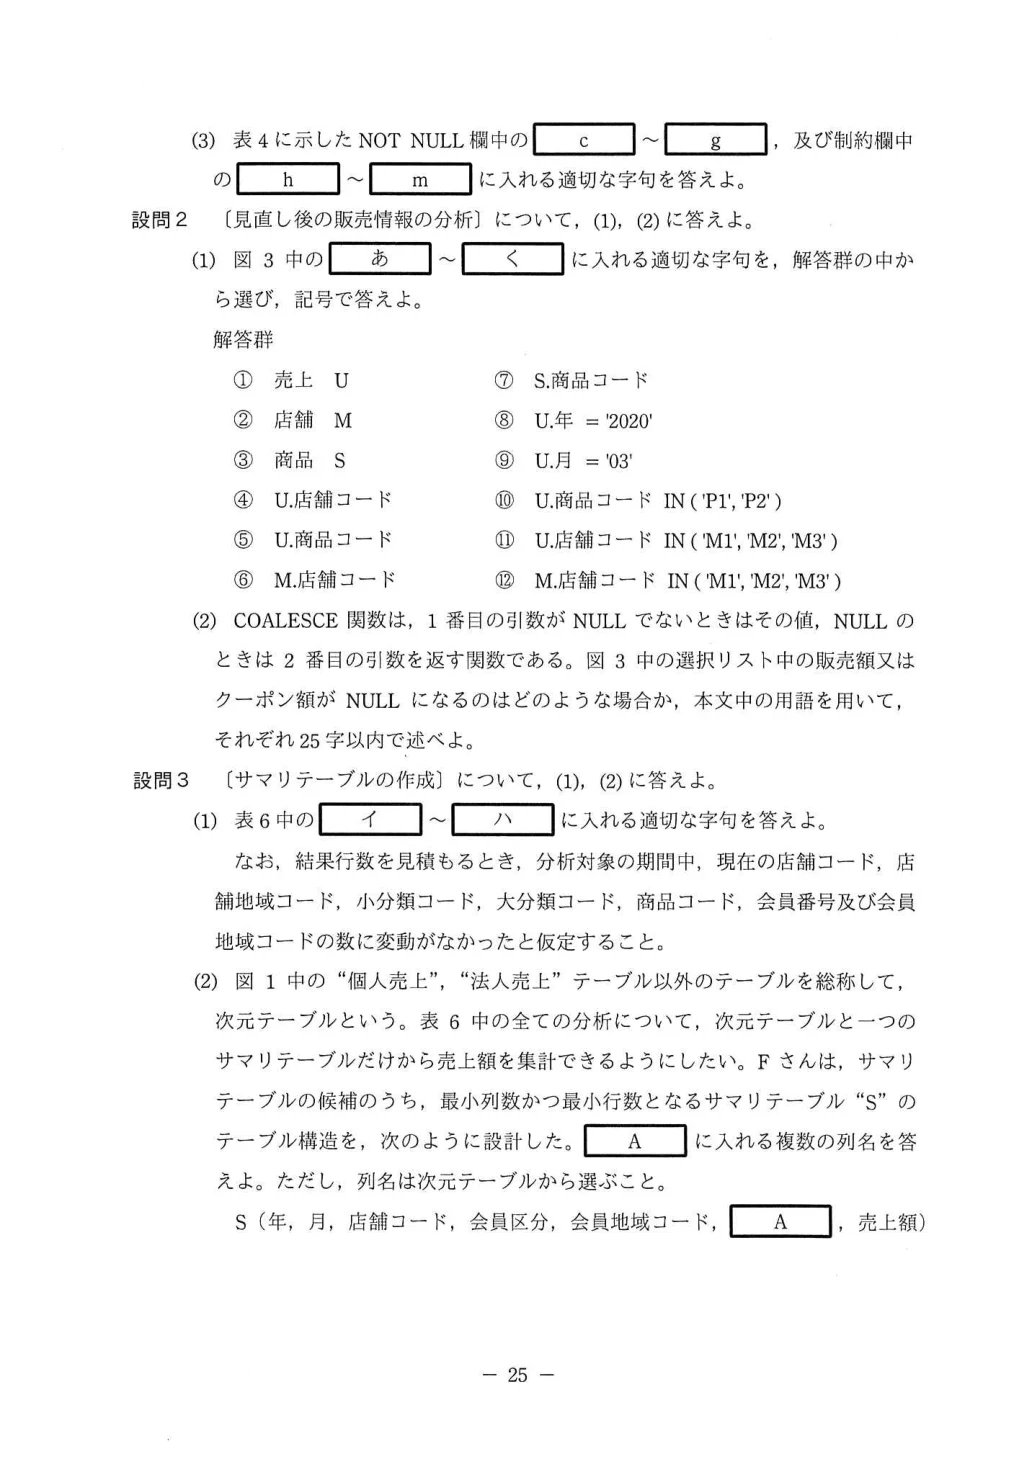 (3) 表4に示した NOT NULL 欄中の c ～ g ，及び制約欄中
の h ～ m に入れる適切な字句を答えよ。
設問2 〔見直し後の販売情報の分析〕について，(1)，(2) に答えよ。
(1) 図 3 中の あ ～ く に入れる適切な字句を，解答群の中か
ら選び，記号で答えよ。
解答群
① 売上 U
⑦ S.商品コード
② 店舗 M
⑧ U.年 = '2020'
③ 商品 S
⑨ U.月 = '03'
④ U.店舗コード
⑩ U.商品コード IN ( 'P1', 'P2' )
⑤ U.商品コード
⑪ U.店舗コード IN ( 'M1', 'M2', 'M3' )
⑥ M.店舗コード
⑫ M.店舗コード IN ( 'M1', 'M2', 'M3' )
(2) COALESCE 関数は，1 番目の引数が NULL でないときはその値，NULL の
ときは 2 番目の引数を返す関数である。図 3 中の選択リスト中の販売額又は
クーポン額が NULL になるのはどのような場合か，本文中の用語を用いて，
それぞれ 25 字以内で述べよ。
設問3 〔サマリテーブルの作成〕について，(1)，(2) に答えよ。
(1) 表 6 中の イ ～ ハ に入れる適切な字句を答えよ。
なお，結果行数を見積もるとき，分析対象の期間中，現在の店舗コード，店
舗地域コード，小分類コード，大分類コード，商品コード，会員番号及び会員
地域コードの数に変動がなかったと仮定すること。
(2) 図 1 中の “個人売上”，“法人売上” テーブル以外のテーブルを総称して，
次元テーブルという。表 6 中の全ての分析について，次元テーブルと一つの
サマリテーブルだけから売上額を集計できるようにしたい。F さんは，サマリ
テーブルの候補のうち，最小列数かつ最小行数となるサマリテーブル “S” の
テーブル構造を，次のように設計した。 A に入れる複数の列名を答
えよ。ただし，列名は次元テーブルから選ぶこと。
S（年，月，店舗コード，会員区分，会員地域コード， A ，売上額）
－ 25 －